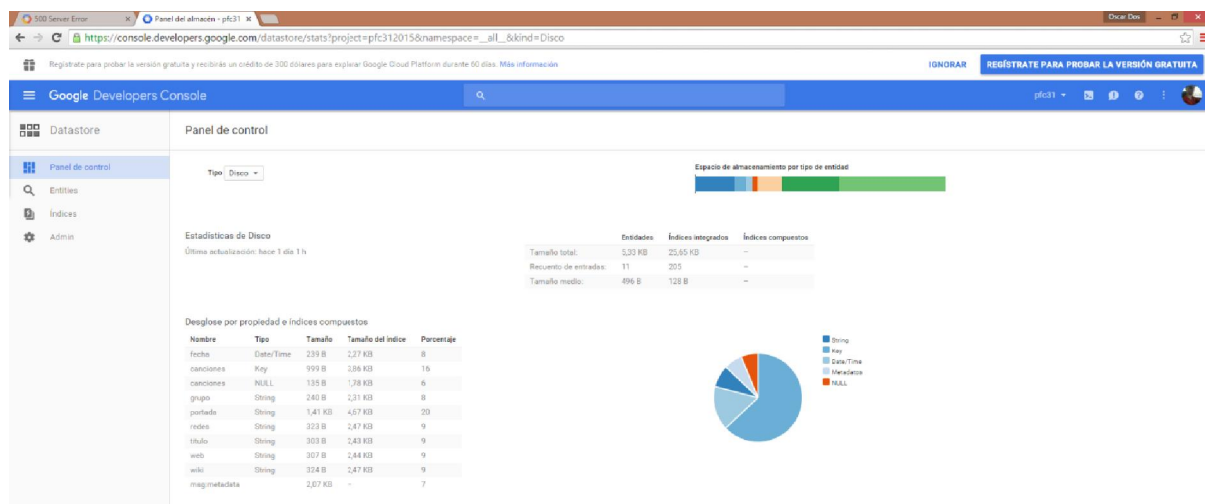 500 Server Error
Panel del almacén - pfc31
Oscar Dos
https://console.developers.google.com/datastore/stats?project=pfc312015&namespace=__all__&kind=Disco
Regístrate para probar la versión gratuita y recibirás un crédito de 300 dólares para explorar Google Cloud Platform durante 60 días. Más información
IGNORAR
REGÍSTRATE PARA PROBAR LA VERSIÓN GRATUITA
Google Developers Console
pfc31
Datastore
Panel de control
Panel de control
Entities
Índices
Admin
Tipo Disco
Espacio de almacenamiento por tipo de entidad
Estadísticas de Disco
Última actualización: hace 1 día 1 h
Entidades Índices integrados Índices compuestos
Tamaño total: 5,33 KB 25,65 KB –
Recuento de entradas: 11 205 –
Tamaño medio: 496 B 128 B –
Desglose por propiedad e índices compuestos
Nombre Tipo Tamaño Tamaño del índice Porcentaje
fecha Date/Time 239 B 2,27 KB 8
canciones Key 999 B 3,86 KB 16
canciones NULL 135 B 1,78 KB 6
grupo String 240 B 2,31 KB 8
portada String 1,41 KB 4,67 KB 20
redes String 323 B 2,47 KB 9
titulo String 303 B 2,43 KB 9
web String 307 B 2,44 KB 9
wiki String 324 B 2,47 KB 9
msg:metadata 2,07 KB – 7
String
Key
Date/Time
Metadatos
NULL